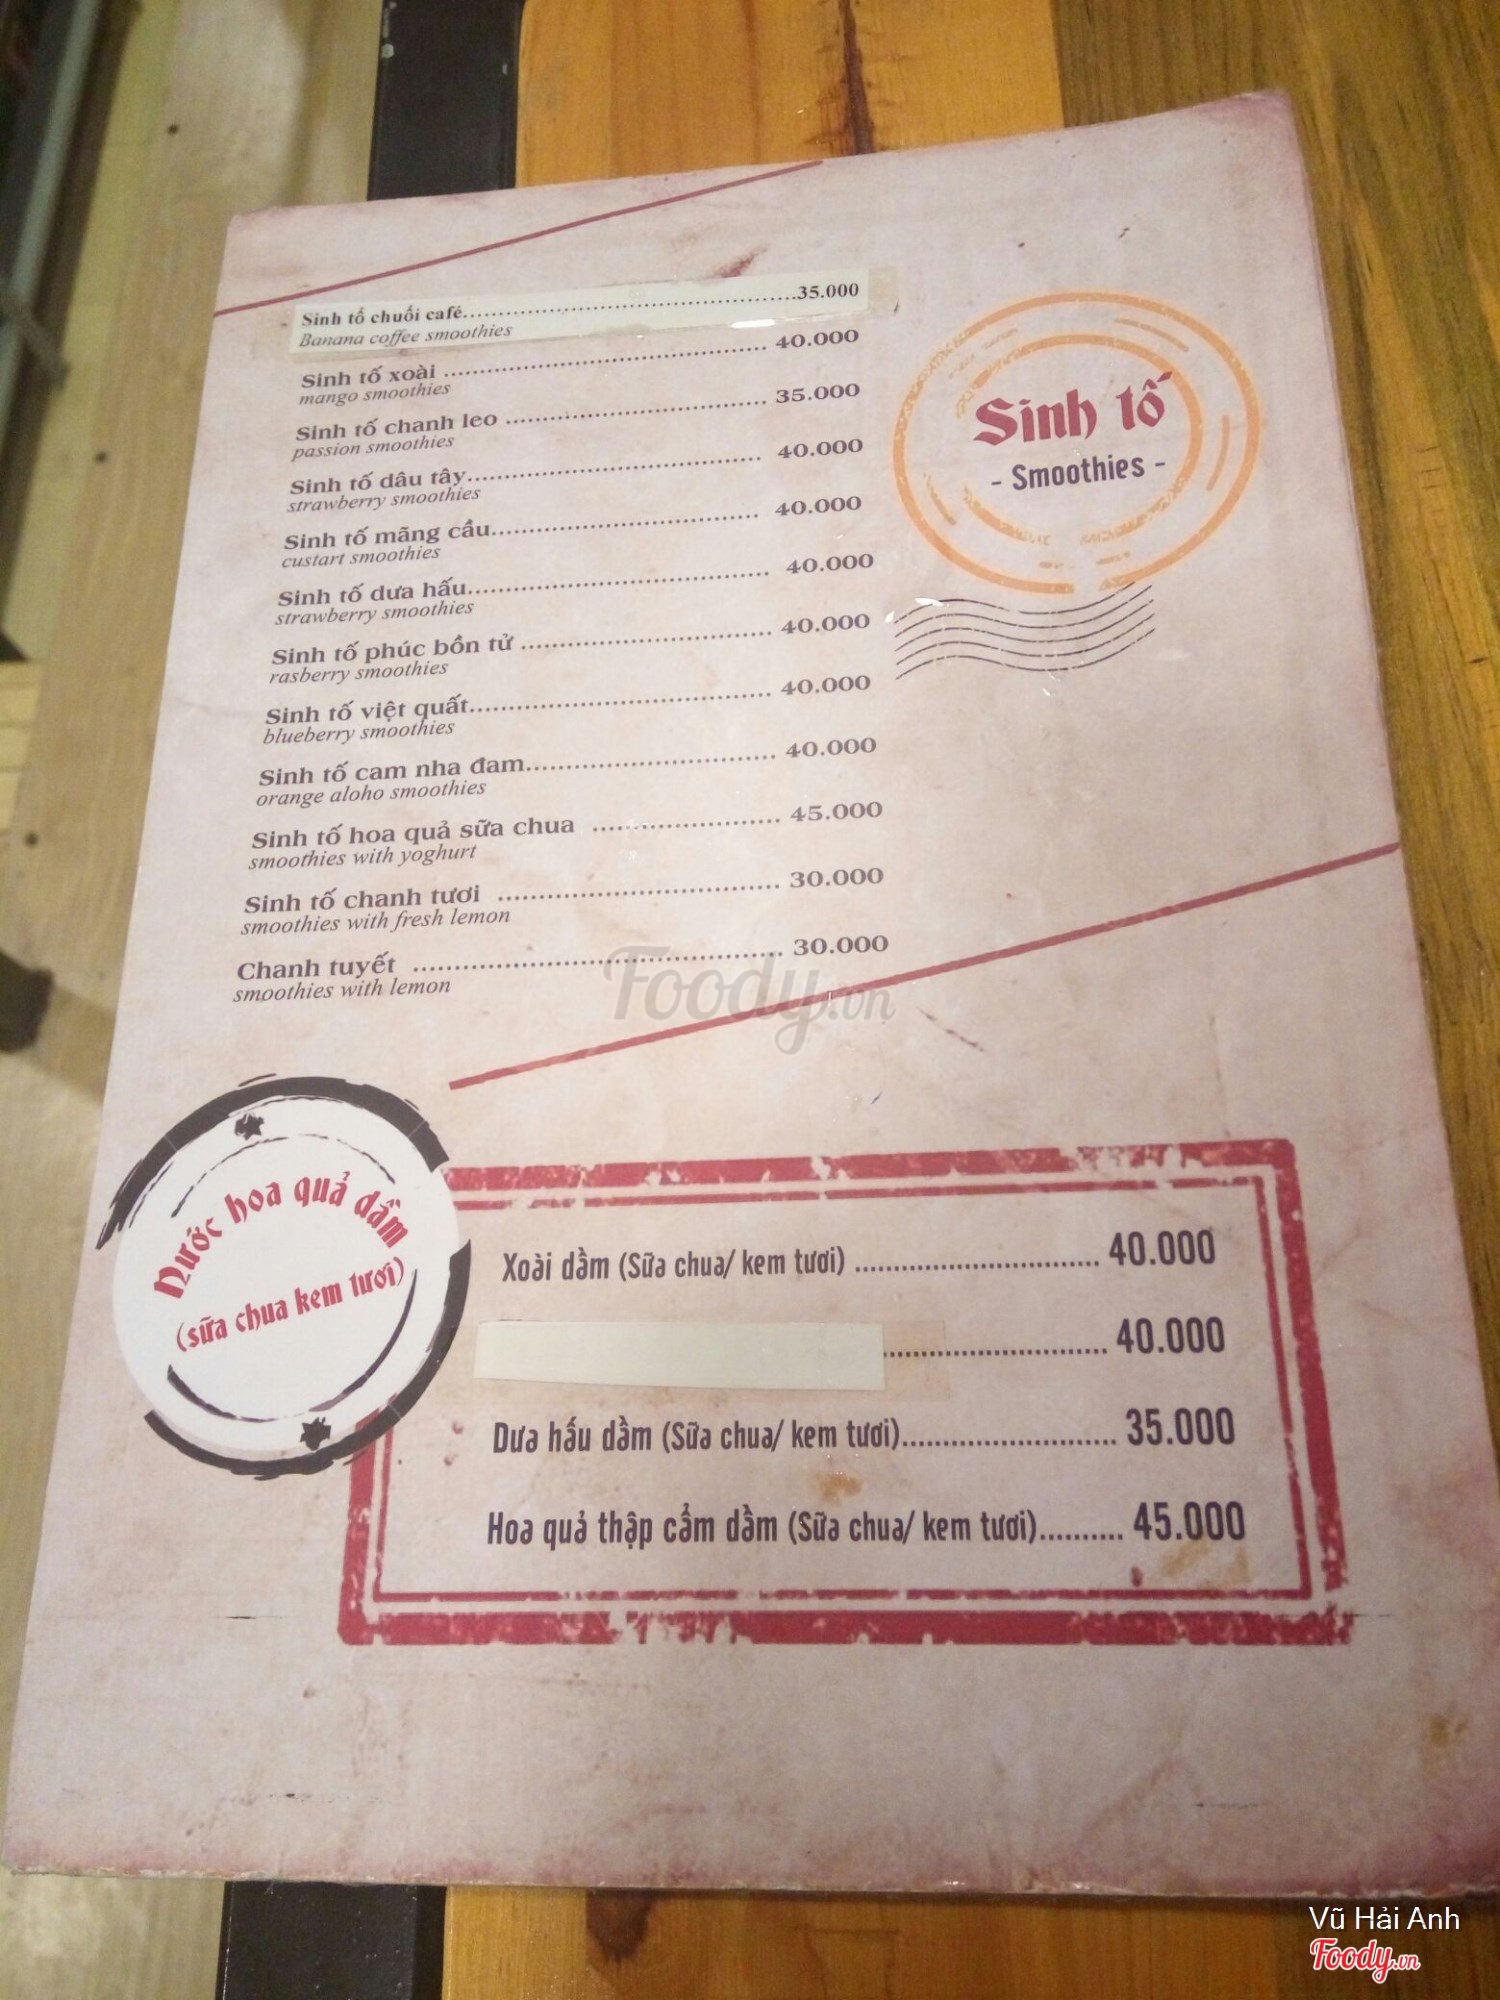 Sinh tố chuối café..........35.000
Banana coffee smoothies
Sinh tố xoài .......... 40.000
mango smoothies
Sinh tố chanh leo .......... 35.000
passion smoothies
Sinh tố dâu tây.......... 40.000
strawberry smoothies
Sinh tố mãng cầu.......... 40.000
custart smoothies
Sinh tố dưa hấu.......... 40.000
strawberry smoothies
Sinh tố phúc bồn tử .......... 40.000
rasberry smoothies
Sinh tố việt quất.......... 40.000
blueberry smoothies
Sinh tố cam nha đam.......... 40.000
orange aloho smoothies
Sinh tố hoa quả sữa chua .......... 45.000
smoothies with yoghurt
Sinh tố chanh tươi .......... 30.000
smoothies with fresh lemon
Chanh tuyết .......... 30.000
smoothies with lemon
Sinh tố
- Smoothies -
Foody.vn
Nước hoa quả dầm
(sữa chua kem tươi)
Xoài dầm (Sữa chua/ kem tươi) .......... 40.000
.......... 40.000
Dưa hấu dầm (Sữa chua/ kem tươi).......... 35.000
Hoa quả thập cẩm dầm (Sữa chua/ kem tươi).......... 45.000
Vũ Hải Anh
Foody.vn